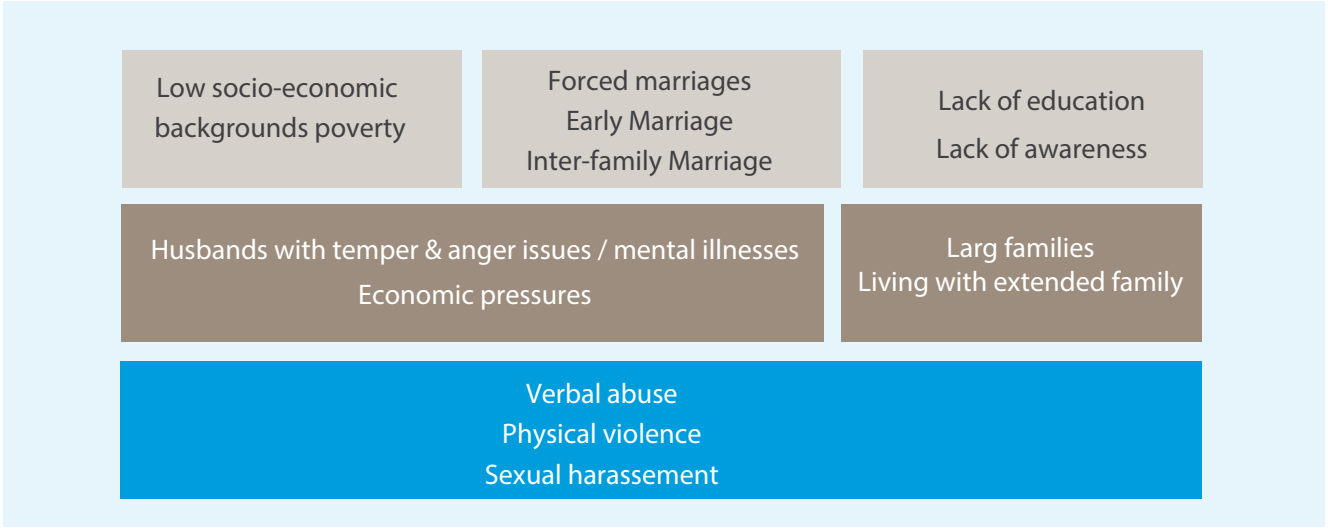 Low socio-economic
backgrounds poverty
Forced marriages
Early Marriage
Inter-family Marriage
Lack of education
Lack of awareness
Husbands with temper & anger issues / mental illnesses
Economic pressures
Larg families
Living with extended family
Verbal abuse
Physical violence
Sexual harassement